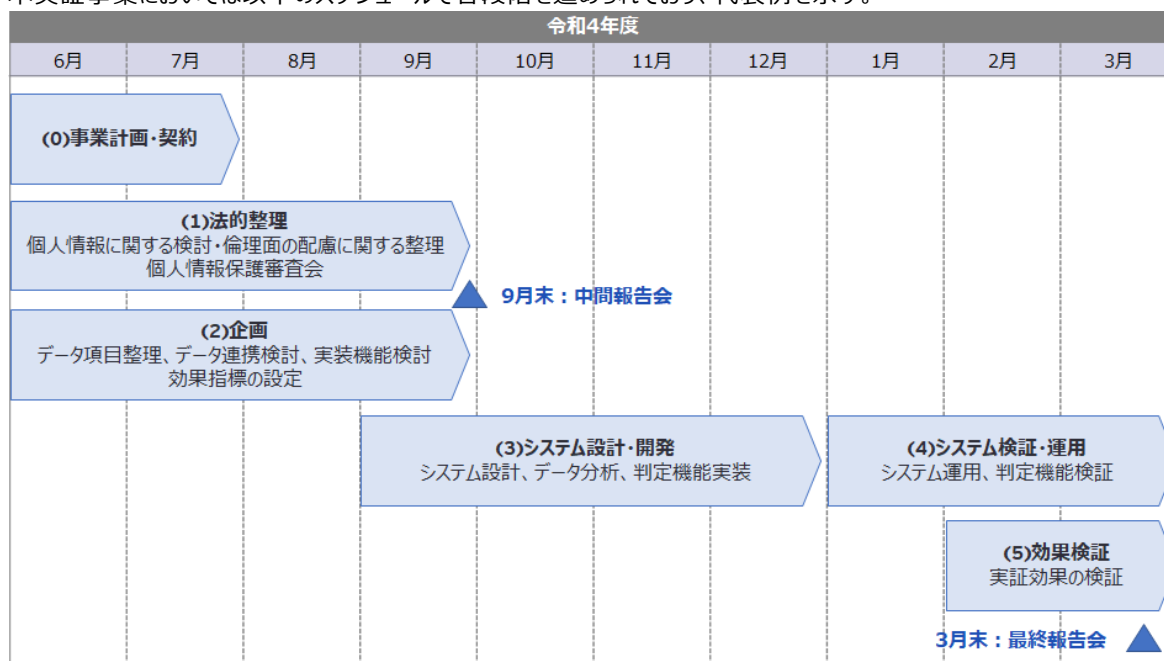 令和4年度
6月 7月 8月 9月 10月 11月 12月 1月 2月 3月
(0)事業計画・契約
(1)法的整理
個人情報に関する検討・倫理面の配慮に関する整理
個人情報保護審査会
9月末：中間報告会
(2)企画
データ項目整理、データ連携検討、実装機能検討
効果指標の設定
(3)システム設計・開発
システム設計、データ分析、判定機能実装
(4)システム検証・運用
システム運用、判定機能検証
(5)効果検証
実証効果の検証
3月末：最終報告会